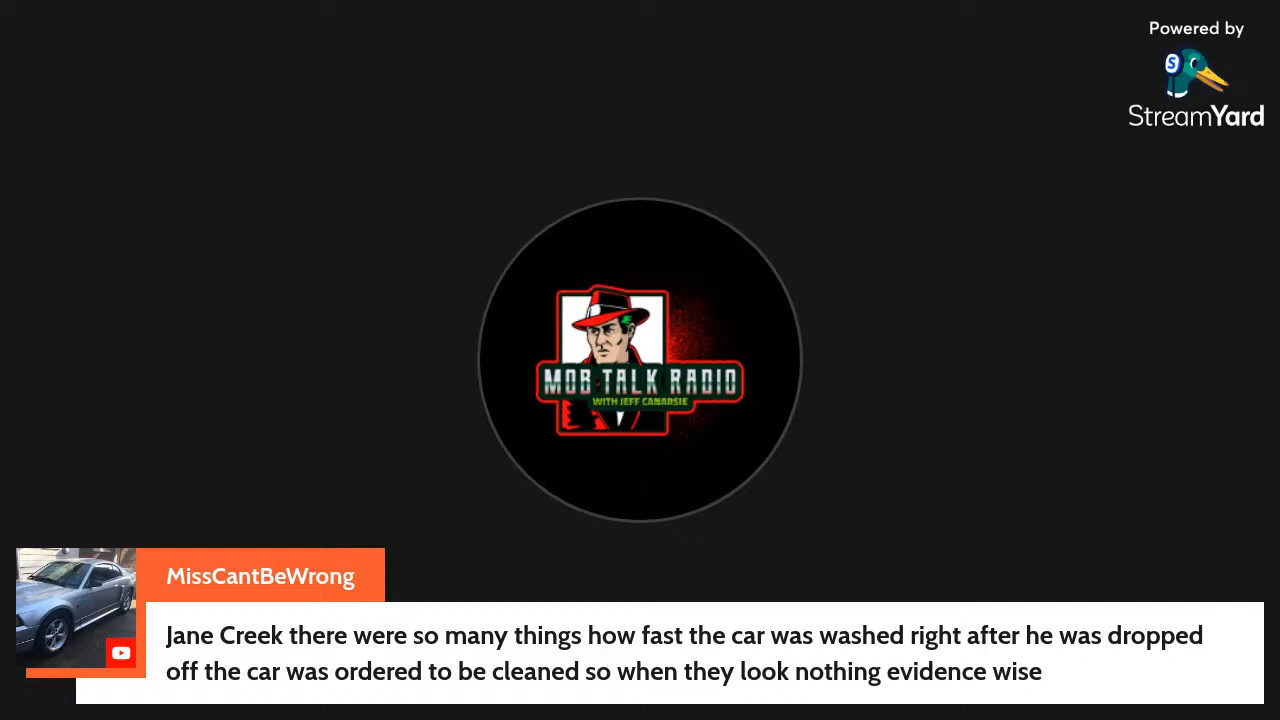 Powered by
S
StreamYard
MOB TALK RADIO
WITH JEFF CANARSIE
MissCantBeWrong
Jane Creek there were so many things how fast the car was washed right after he was dropped
off the car was ordered to be cleaned so when they look nothing evidence wise